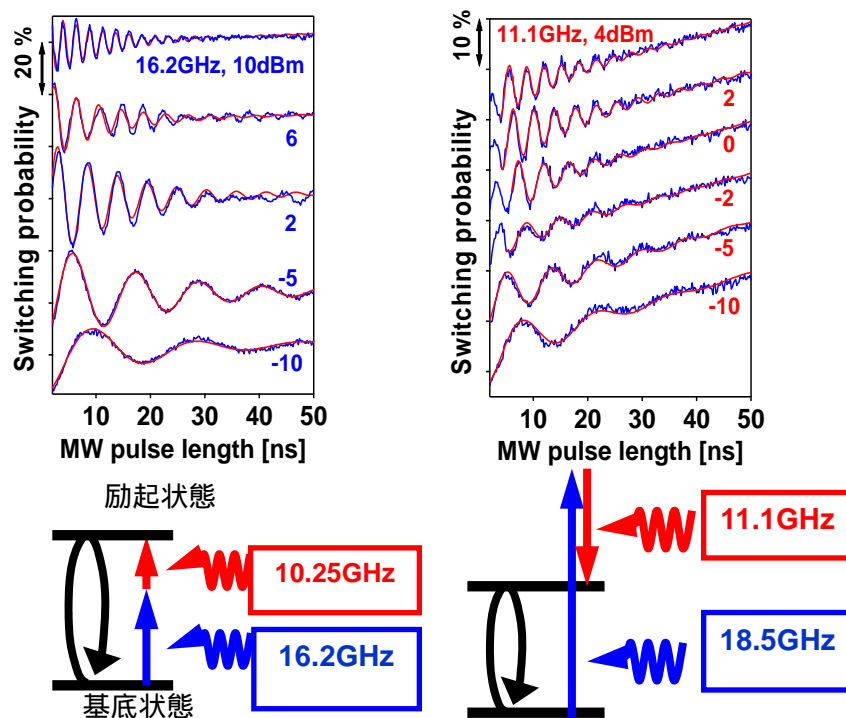 Switching probability
20 %
16.2GHz, 10dBm
6
2
-5
-10
10 20 30 40 50
MW pulse length [ns]
Switching probability
10 %
11.1GHz, 4dBm
2
0
-2
-5
-10
10 20 30 40 50
MW pulse length [ns]
励起状態
10.25GHz
16.2GHz
基底状態
11.1GHz
18.5GHz